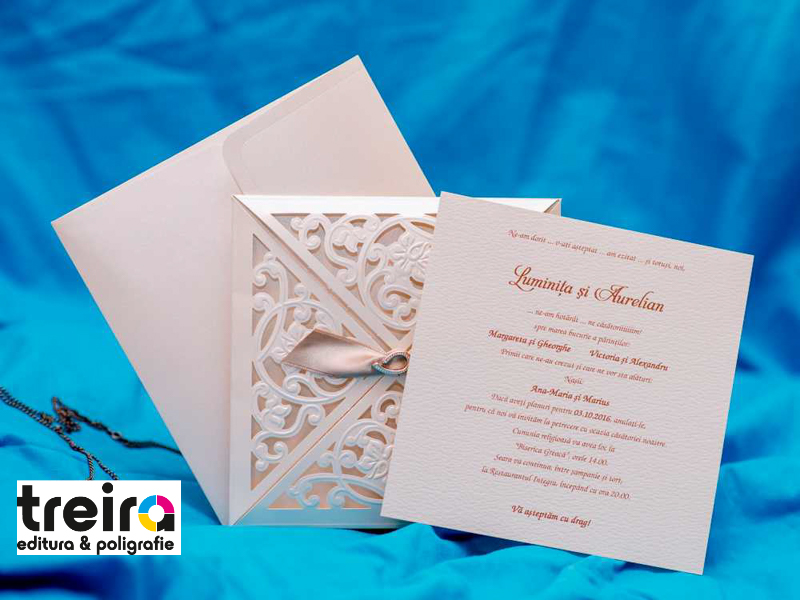 Ne-am dorit ... v-ați așteptat ... am ezitat ... și totuși, noi,
Luminița și Aurelian
... ne-am hotărât ... ne căsătoriiiiiim!
spre marea bucurie a părinților:
Margareta și Gheorghe Victoria și Alexandru
Primii care ne-au crezut și care ne vor sta alături:
Nașii:
Ana-Maria și Marius
Dacă aveți planuri pentru 03.10.2016, anulați-le,
pentru că noi vă invităm la petrecere cu ocazia căsătoriei noastre.
Cununia religioasă va avea loc la
"Biserica Greacă", orele 14.00.
Seara va continua, între șampanie și tort,
la Restaurantul Integra, începând cu ora 20.00.
Vă așteptăm cu drag!
treira
editura & poligrafie